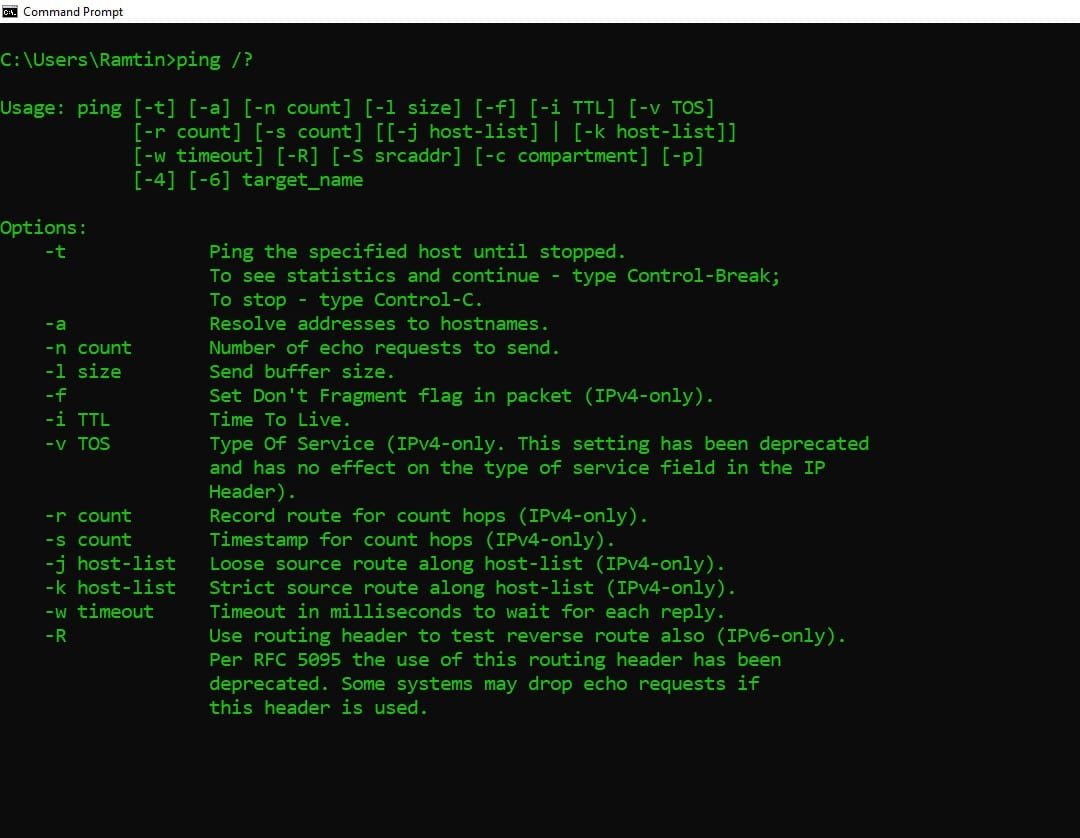 Command Prompt
C:\Users\Ramtin>ping /?
Usage: ping [-t] [-a] [-n count] [-l size] [-f] [-i TTL] [-v TOS]
[-r count] [-s count] [[-j host-list] | [-k host-list]]
[-w timeout] [-R] [-S srcaddr] [-c compartment] [-p]
[-4] [-6] target_name
Options:
-t Ping the specified host until stopped.
To see statistics and continue - type Control-Break;
To stop - type Control-C.
-a Resolve addresses to hostnames.
-n count Number of echo requests to send.
-l size Send buffer size.
-f Set Don't Fragment flag in packet (IPv4-only).
-i TTL Time To Live.
-v TOS Type Of Service (IPv4-only. This setting has been deprecated
and has no effect on the type of service field in the IP
Header).
-r count Record route for count hops (IPv4-only).
-s count Timestamp for count hops (IPv4-only).
-j host-list Loose source route along host-list (IPv4-only).
-k host-list Strict source route along host-list (IPv4-only).
-w timeout Timeout in milliseconds to wait for each reply.
-R Use routing header to test reverse route also (IPv6-only).
Per RFC 5095 the use of this routing header has been
deprecated. Some systems may drop echo requests if
this header is used.